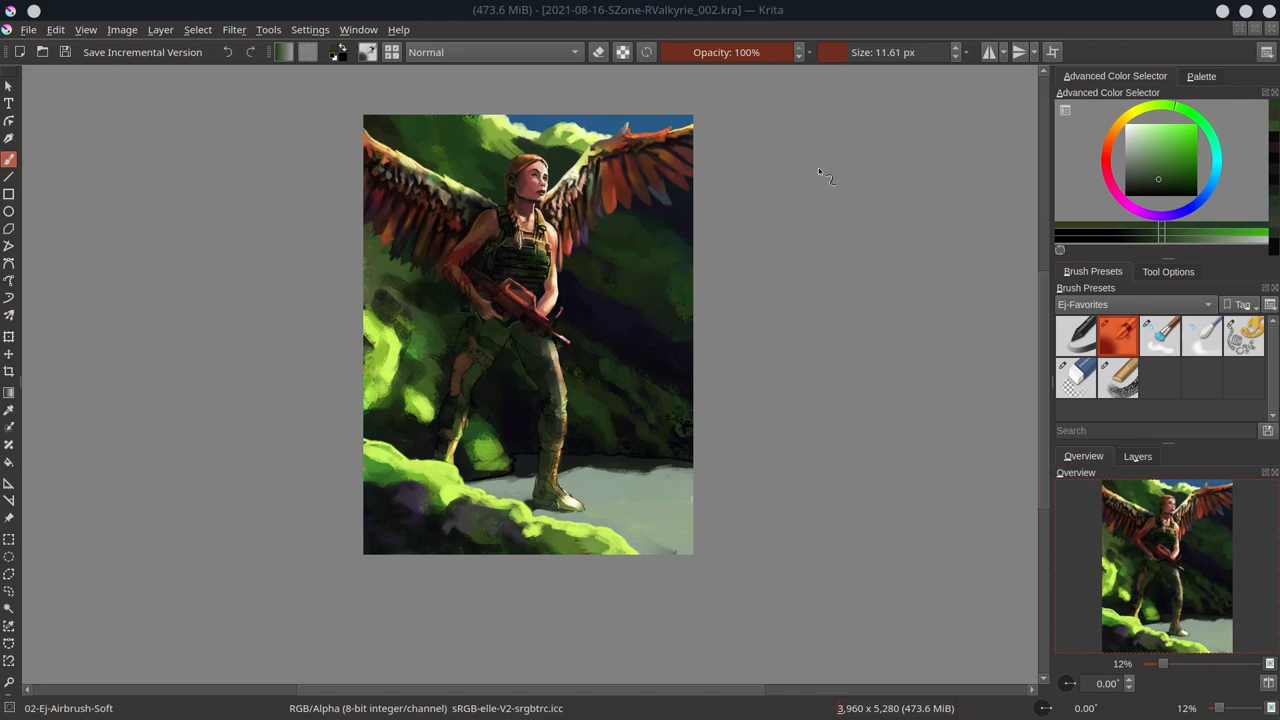 (473.6 MiB) - [2021-08-16-SZone-RValkyrie_002.kra] — Krita
File Edit View Image Layer Select Filter Tools Settings Window Help
Save Incremental Version Normal Opacity: 100% Size: 11.61 px
Advanced Color Selector Palette
Advanced Color Selector
Brush Presets Tool Options
Brush Presets
Ej-Favorites Tag
Search
Overview Layers
Overview
12%
0.00°
02-Ej-Airbrush-Soft RGB/Alpha (8-bit integer/channel) sRGB-elle-V2-srgbtrc.icc 3,960 x 5,280 (473.6 MiB) 0.00° 12%